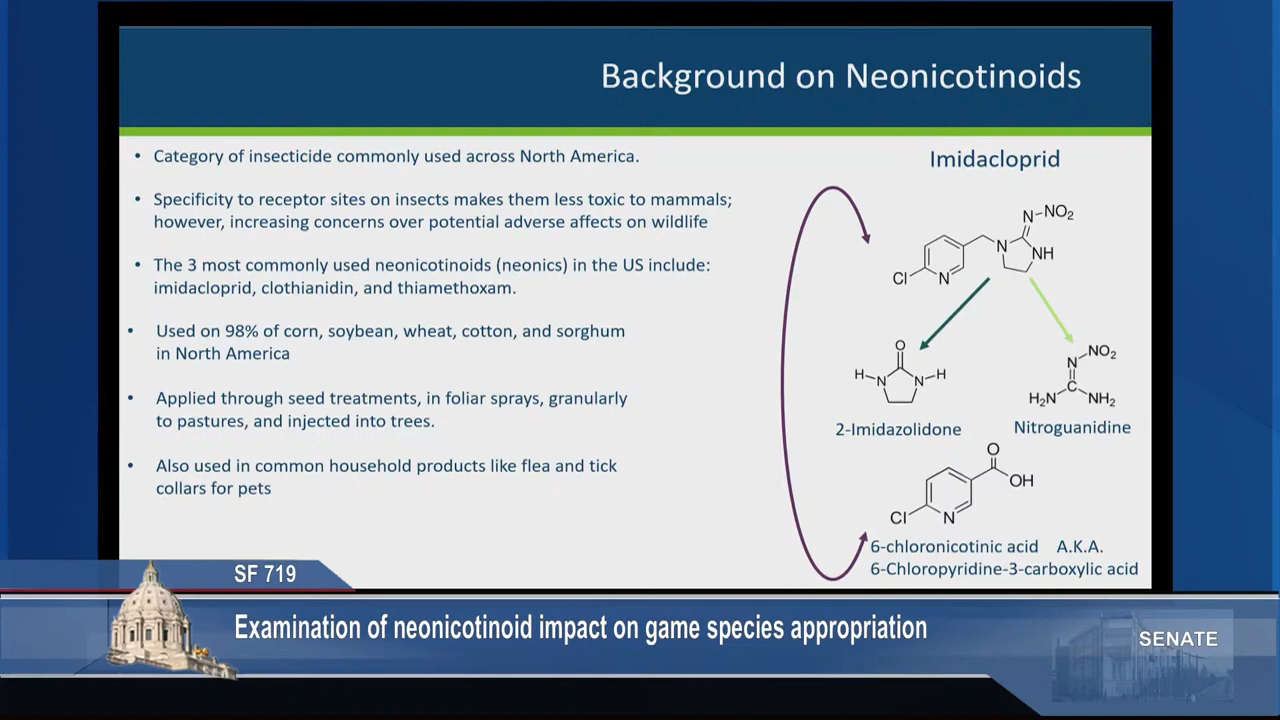 Background on Neonicotinoids
• Category of insecticide commonly used across North America.
• Specificity to receptor sites on insects makes them less toxic to mammals;
however, increasing concerns over potential adverse affects on wildlife
• The 3 most commonly used neonicotinoids (neonics) in the US include:
imidacloprid, clothianidin, and thiamethoxam.
• Used on 98% of corn, soybean, wheat, cotton, and sorghum
in North America
• Applied through seed treatments, in foliar sprays, granularly
to pastures, and injected into trees.
• Also used in common household products like flea and tick
collars for pets
Imidacloprid
N-NO₂
N
NH
Cl
N
O
H-N
N-H
2-Imidazolidone
NO₂
N
C
H₂N
NH₂
Nitroguanidine
O
OH
Cl
N
6-chloronicotinic acid A.K.A.
6-Chloropyridine-3-carboxylic acid
SF 719
Examination of neonicotinoid impact on game species appropriation
SENATE